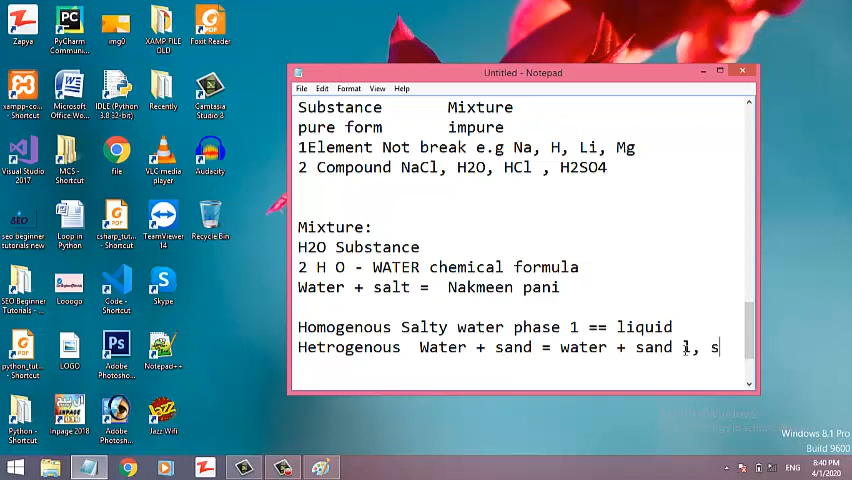 Zapya
PyCharm Communi...
img0
XAMP FILE OLD
Foxit Reader
xampp-co... - Shortcut
Microsoft Office Wo...
IDLE (Python 3.8 32-bit)
Recently
Camtasia Studio 8
Visual Studio 2017
MCS - Shortcut
file
VLC media player
Audacity
SEO
seo beginner tutorials new
Loop in Python
csharp_tut... - Shortcut
TeamViewer 14
Recycle Bin
SEO Beginner Tutorials - ...
Looogo
Code - Shortcut
Skype
python_tut... - Shortcut
LOGO
Ps
Adobe Photosho...
Notepad++
Python - Shortcut
Inpage 2018
Adobe Photosh...
Jazz Wifi
Untitled - Notepad
File Edit Format View Help
Substance Mixture
pure form impure
1Element Not break e.g Na, H, Li, Mg
2 Compound NaCl, H2O, HCl , H2SO4
Mixture:
H2O Substance
2 H O - WATER chemical formula
Water + salt = Nakmeen pani
Homogenous Salty water phase 1 == liquid
Hetrogenous Water + sand = water + sand l, s
Windows 8.1 Pro
Build 9600
ENG
8:40 PM
4/1/2020